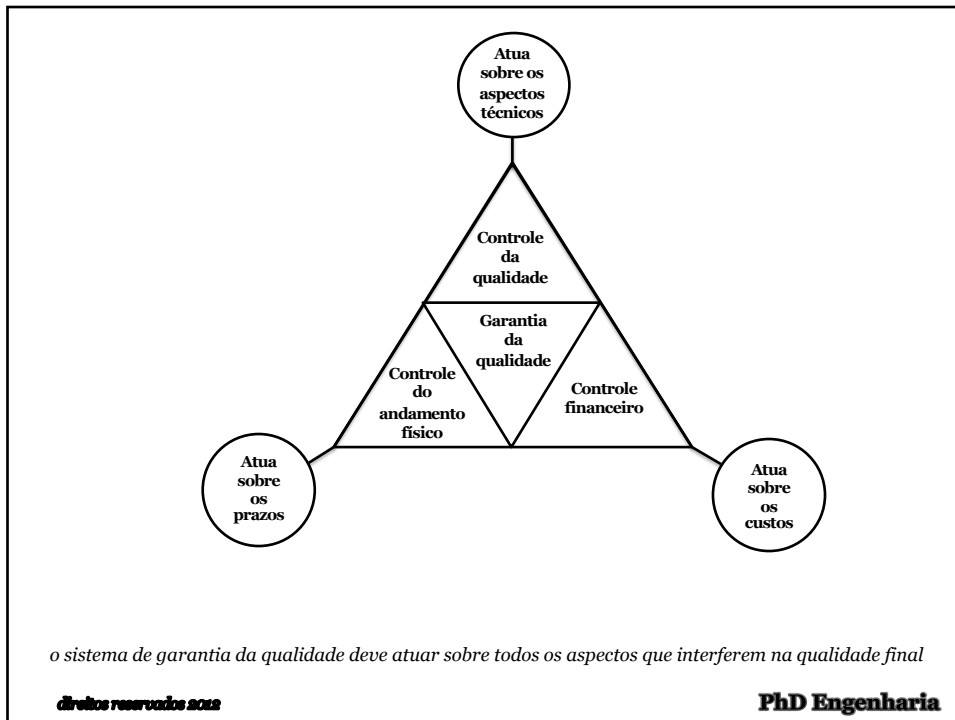 Atua
sobre os
aspectos
técnicos
Controle
da
qualidade
Garantia
da
qualidade
Controle
do
andamento
físico
Controle
financeiro
Atua
sobre
os
prazos
Atua
sobre
os
custos
o sistema de garantia da qualidade deve atuar sobre todos os aspectos que interferem na qualidade final
direitos reservados 2012
PhD Engenharia